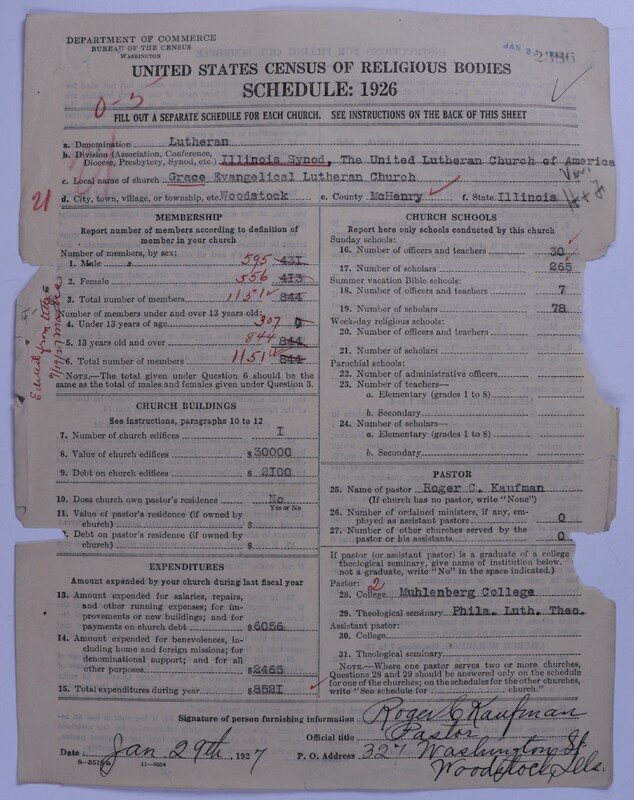 DEPARTMENT OF COMMERCE
BUREAU OF THE CENSUS
WASHINGTON
JAN 2396
UNITED STATES CENSUS OF RELIGIOUS BODIES
SCHEDULE: 1926
0-5
FILL OUT A SEPARATE SCHEDULE FOR EACH CHURCH. SEE INSTRUCTIONS ON THE BACK OF THIS SHEET
a. Denomination Lutheran
b. Division (Association, Conference, Diocese, Presbytery, Synod, etc.) Illinois Synod, The United Lutheran Church of America
c. Local name of church Grace Evangelical Lutheran Church
21
d. City, town, village, or township, etc. Woodstock e. County McHenry f. State Illinois
MEMBERSHIP
Report number of members according to definition of
member in your church
Number of members, by sex:
1. Male 595 431
2. Female 556 413
3. Total number of members 1151 844
Number of members under and over 13 years old:
4. Under 13 years of age 307 0
5. 13 years old and over 844 844
6. Total number of members 1151 844
NOTE.—The total given under Question 6 should be the
same as the total of males and females given under Question 3.
CHURCH BUILDINGS
See instructions, paragraphs 10 to 12
7. Number of church edifices I
8. Value of church edifices $ 30000
9. Debt on church edifices $ 2I00
10. Does church own pastor's residence No
Yes or No
11. Value of pastor's residence (if owned by
church) $
Debt on pastor's residence (if owned by
church) $
EXPENDITURES
Amount expended by your church during last fiscal year
13. Amount expended for salaries, repairs,
and other running expenses; for im-
provements or new buildings; and for
payments on church debt $ 6056
14. Amount expended for benevolences, in-
cluding home and foreign missions; for
denominational support; and for all
other purposes $ 2465
15. Total expenditures during year $ 852I
CHURCH SCHOOLS
Report here only schools conducted by this church
Sunday schools:
16. Number of officers and teachers 30
17. Number of scholars 265
Summer vacation Bible schools:
18. Number of officers and teachers 7
19. Number of scholars 78
Week-day religious schools:
20. Number of officers and teachers
21. Number of scholars
Parochial schools:
22. Number of administrative officers
23. Number of teachers—
a. Elementary (grades 1 to 8)
b. Secondary
24. Number of scholars—
a. Elementary (grades 1 to 8)
b. Secondary
PASTOR
25. Name of pastor Roger C. Kaufman
(If church has no pastor, write "None")
26. Number of ordained ministers, if any, em-
ployed as assistant pastors 0
27. Number of other churches served by the
pastor or his assistants 0
If pastor (or assistant pastor) is a graduate of a college
theological seminary, give name of institution below.
not a graduate, write "No" in the space indicated.)
Pastor: 2
28. College Muhlenberg College
29. Theological seminary Phila. Luth. Theo.
Assistant pastor:
30. College
31. Theological seminary
NOTE.—Where one pastor serves two or more churches,
Questions 28 and 29 should be answered only on the schedule
for one of the churches; on the schedules for the other churches,
write "See schedule for church."
Signature of person furnishing information Roger C Kaufman
Official title Pastor
Date Jan. 29th, 1927 P. O. Address 327 Washington St
Woodstock, Ills.
11—9034